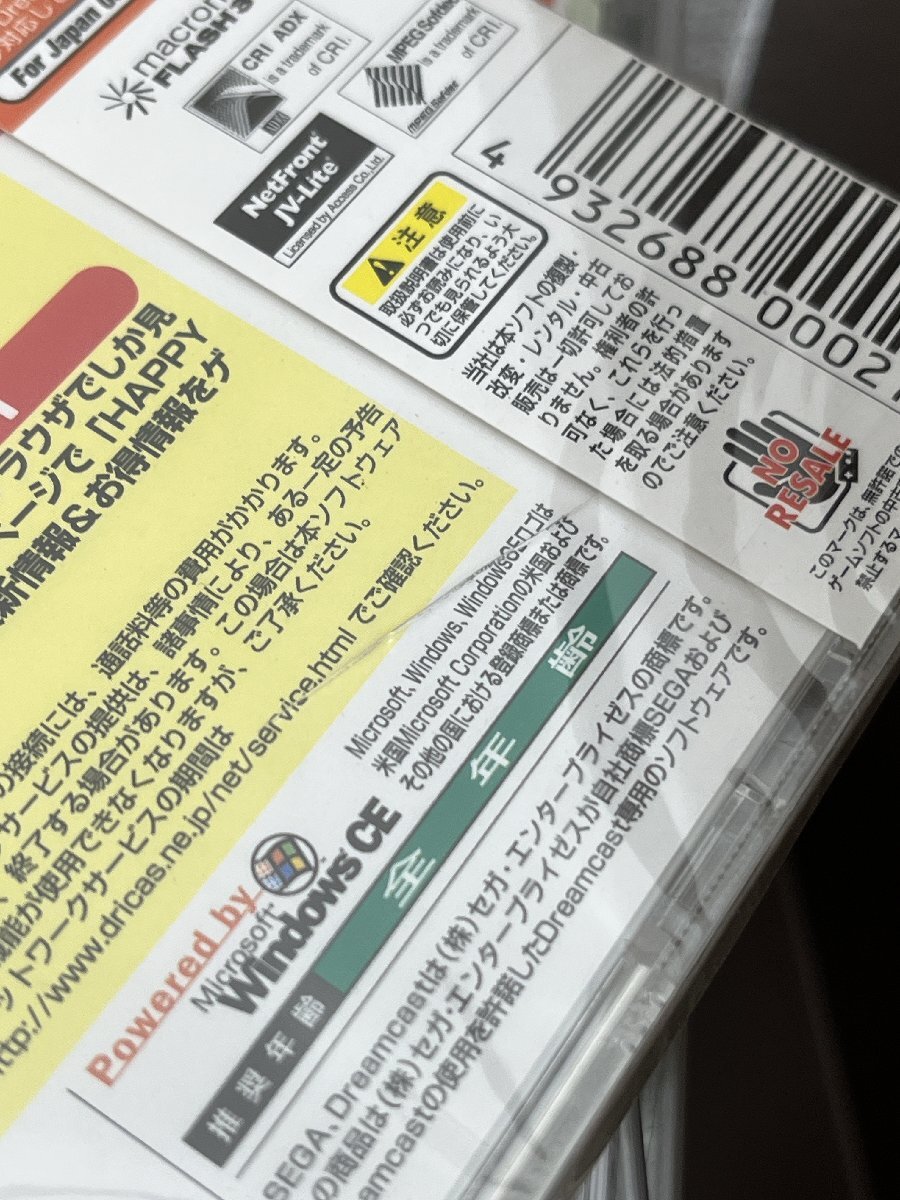 For Japan
macron
FLASH 3
CRI ADX
is a trademark
of CRI.
MPEG Sofdec
is a trademark
of CRI.
MPEG Sofdec
NetFront
JV-Lite
Licensed by Access Co.,Ltd.
注意
取扱説明書は使用前に
必ずお読みになり、い
つでも見られるよう大
切に保管してください。
4 932688 0002
当社は本ソフトの複製・
改変・レンタル・中古
販売は一切許可してお
りません。権利者の許
可なく、これらを行っ
た場合には法的措置
を取る場合があります
のでご注意ください。
NO
RESALE
このマークは、無許諾での
ゲームソフトの中古
禁止するマ
ラウザでしか見
ページで「HAPPY
新情報&お得情報をゲ
の接続には、通話料等の費用がかかります。
サービスの提供は、諸事情により、ある一定の予告
、終了する場合があります。この場合は本ソフトウェア
機能が使用できなくなりますが、ご了承ください。
ットワークサービスの期間は
http://www.dricas.ne.jp/net/service.html でご確認ください。
Powered by
Microsoft
Windows CE
Microsoft、Windows、WindowsCEロゴは
米国Microsoft Corporationの米国および
その他の国における登録商標または商標です。
推奨年齢
全年齢
SEGA、Dreamcastは(株)セガ・エンタープライゼスの商標です。
の商品は(株)セガ・エンタープライゼスが自社商標SEGAおよび
amcastの使用を許諾したDreamcast専用のソフトウェアです。